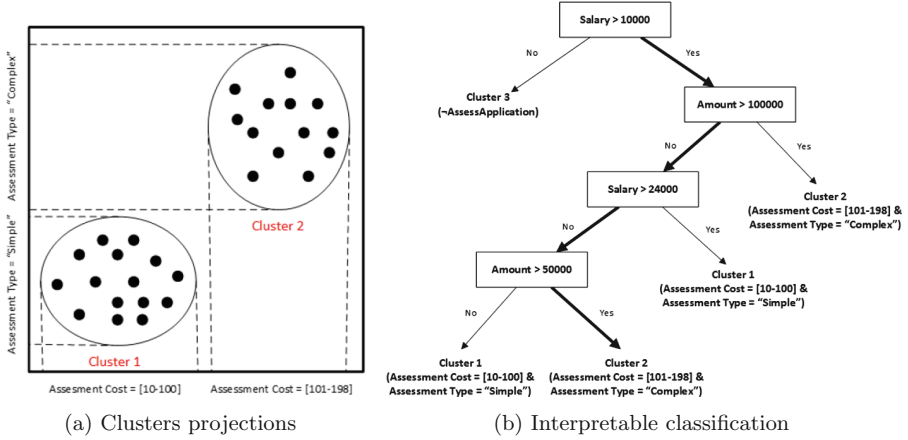 Assessment Type = "Complex"
Assessment Type = "Simple"
Cluster 2
Cluster 1
Assesment Cost = [10-100]
Assessment Cost = [101-198]
(a) Clusters projections
Salary > 10000
No
Yes
Cluster 3
(¬AssessApplication)
Amount > 100000
No
Yes
Salary > 24000
Cluster 2
(Assessment Cost = [101-198] &
Assessment Type = "Complex")
No
Yes
Amount > 50000
Cluster 1
(Assessment Cost = [10-100] &
Assessment Type = "Simple")
No
Yes
Cluster 1
(Assessment Cost = [10-100] &
Assessment Type = "Simple")
Cluster 2
(Assessment Cost = [101-198] &
Assessment Type = "Complex")
(b) Interpretable classification